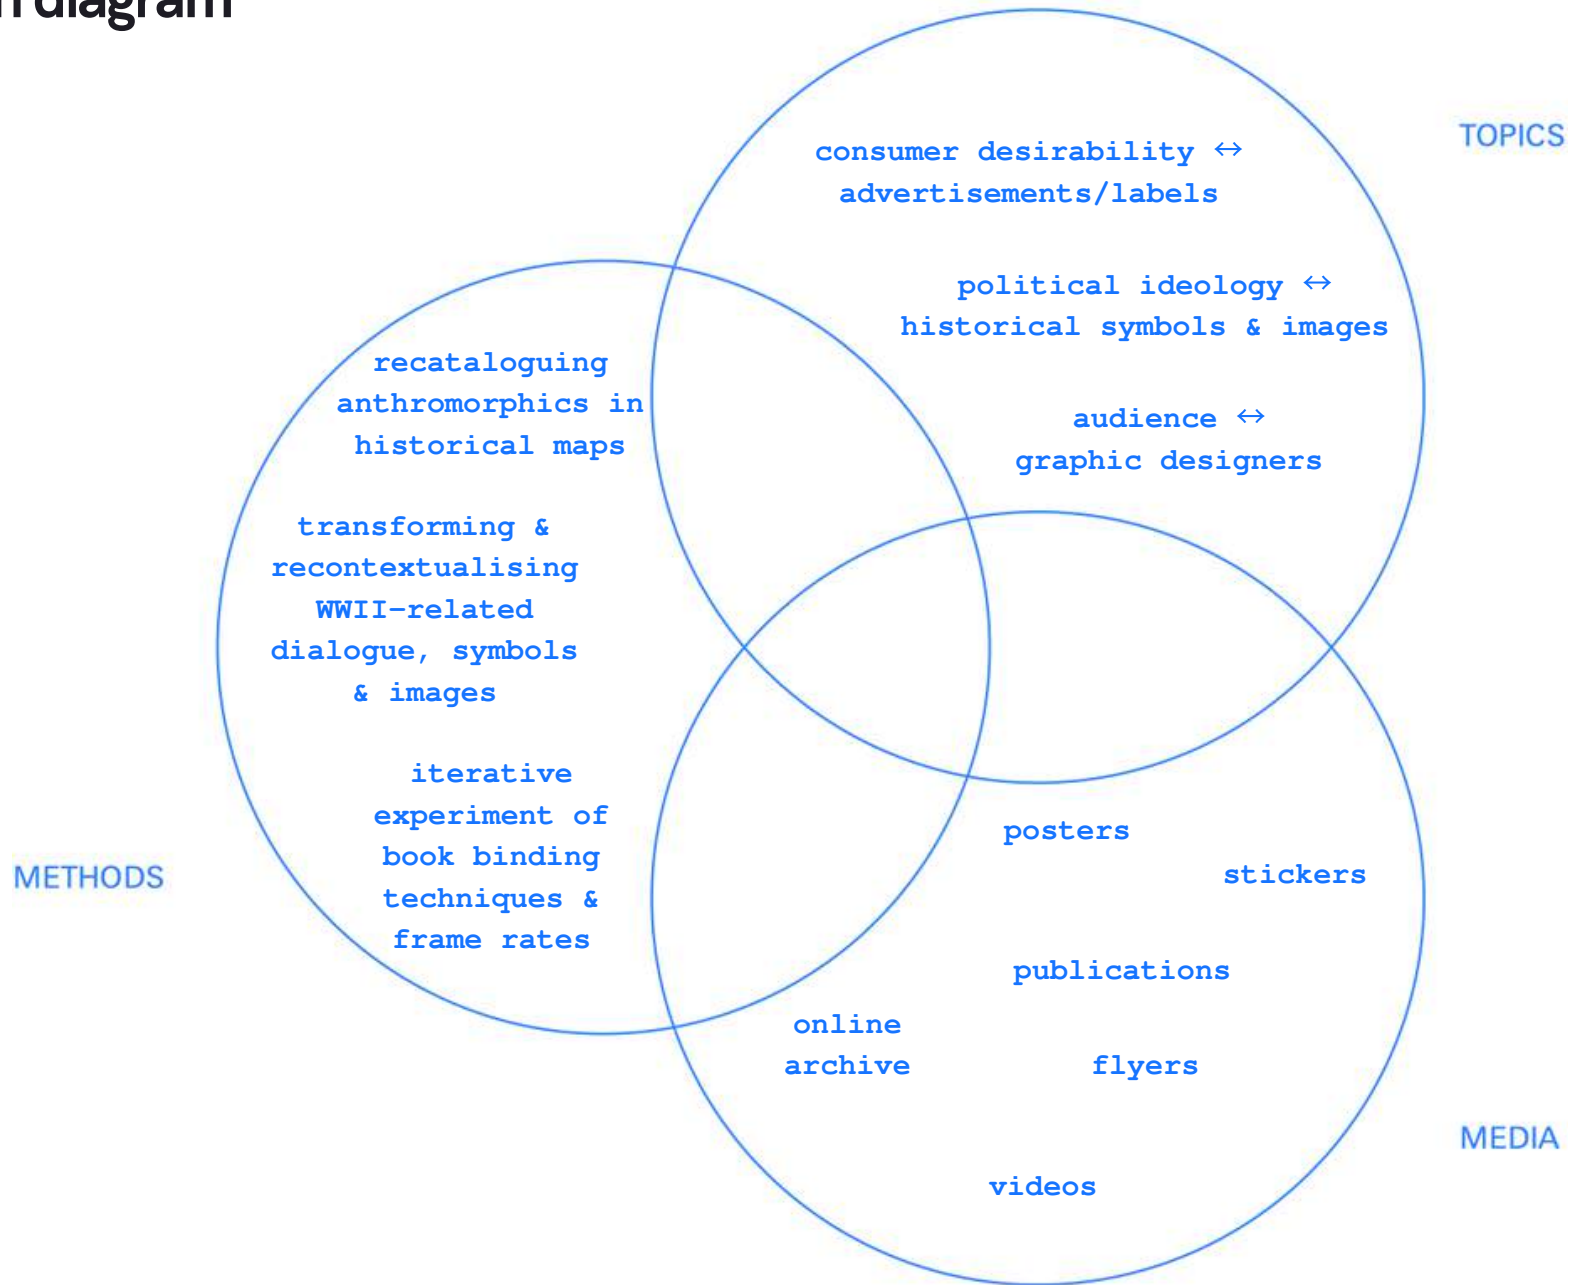 n diagram
TOPICS
consumer desirability ↔
advertisements/labels
political ideology ↔
historical symbols & images
audience ↔
graphic designers
recataloguing
anthromorphics in
historical maps
transforming &
recontextualising
WWII-related
dialogue, symbols
& images
iterative
experiment of
book binding
techniques &
frame rates
METHODS
posters
stickers
publications
online
archive
flyers
videos
MEDIA